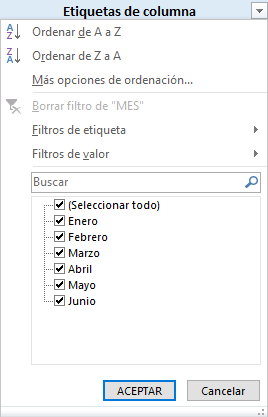 Etiquetas de columna
Ordenar de A a Z
Ordenar de Z a A
Más opciones de ordenación...
Borrar filtro de "MES"
Filtros de etiqueta
Filtros de valor
Buscar
(Seleccionar todo)
Enero
Febrero
Marzo
Abril
Mayo
Junio
ACEPTAR Cancelar